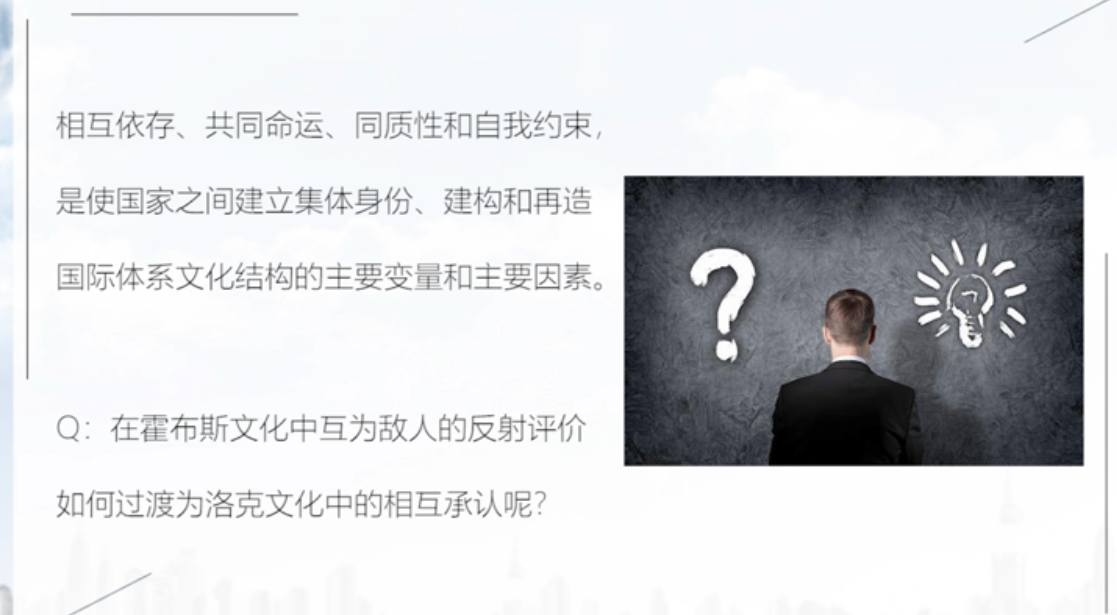 相互依存、共同命运、同质性和自我约束，
是使国家之间建立集体身份、建构和再造
国际体系文化结构的主要变量和主要因素。
Q：在霍布斯文化中互为敌人的反射评价
如何过渡为洛克文化中的相互承认呢？